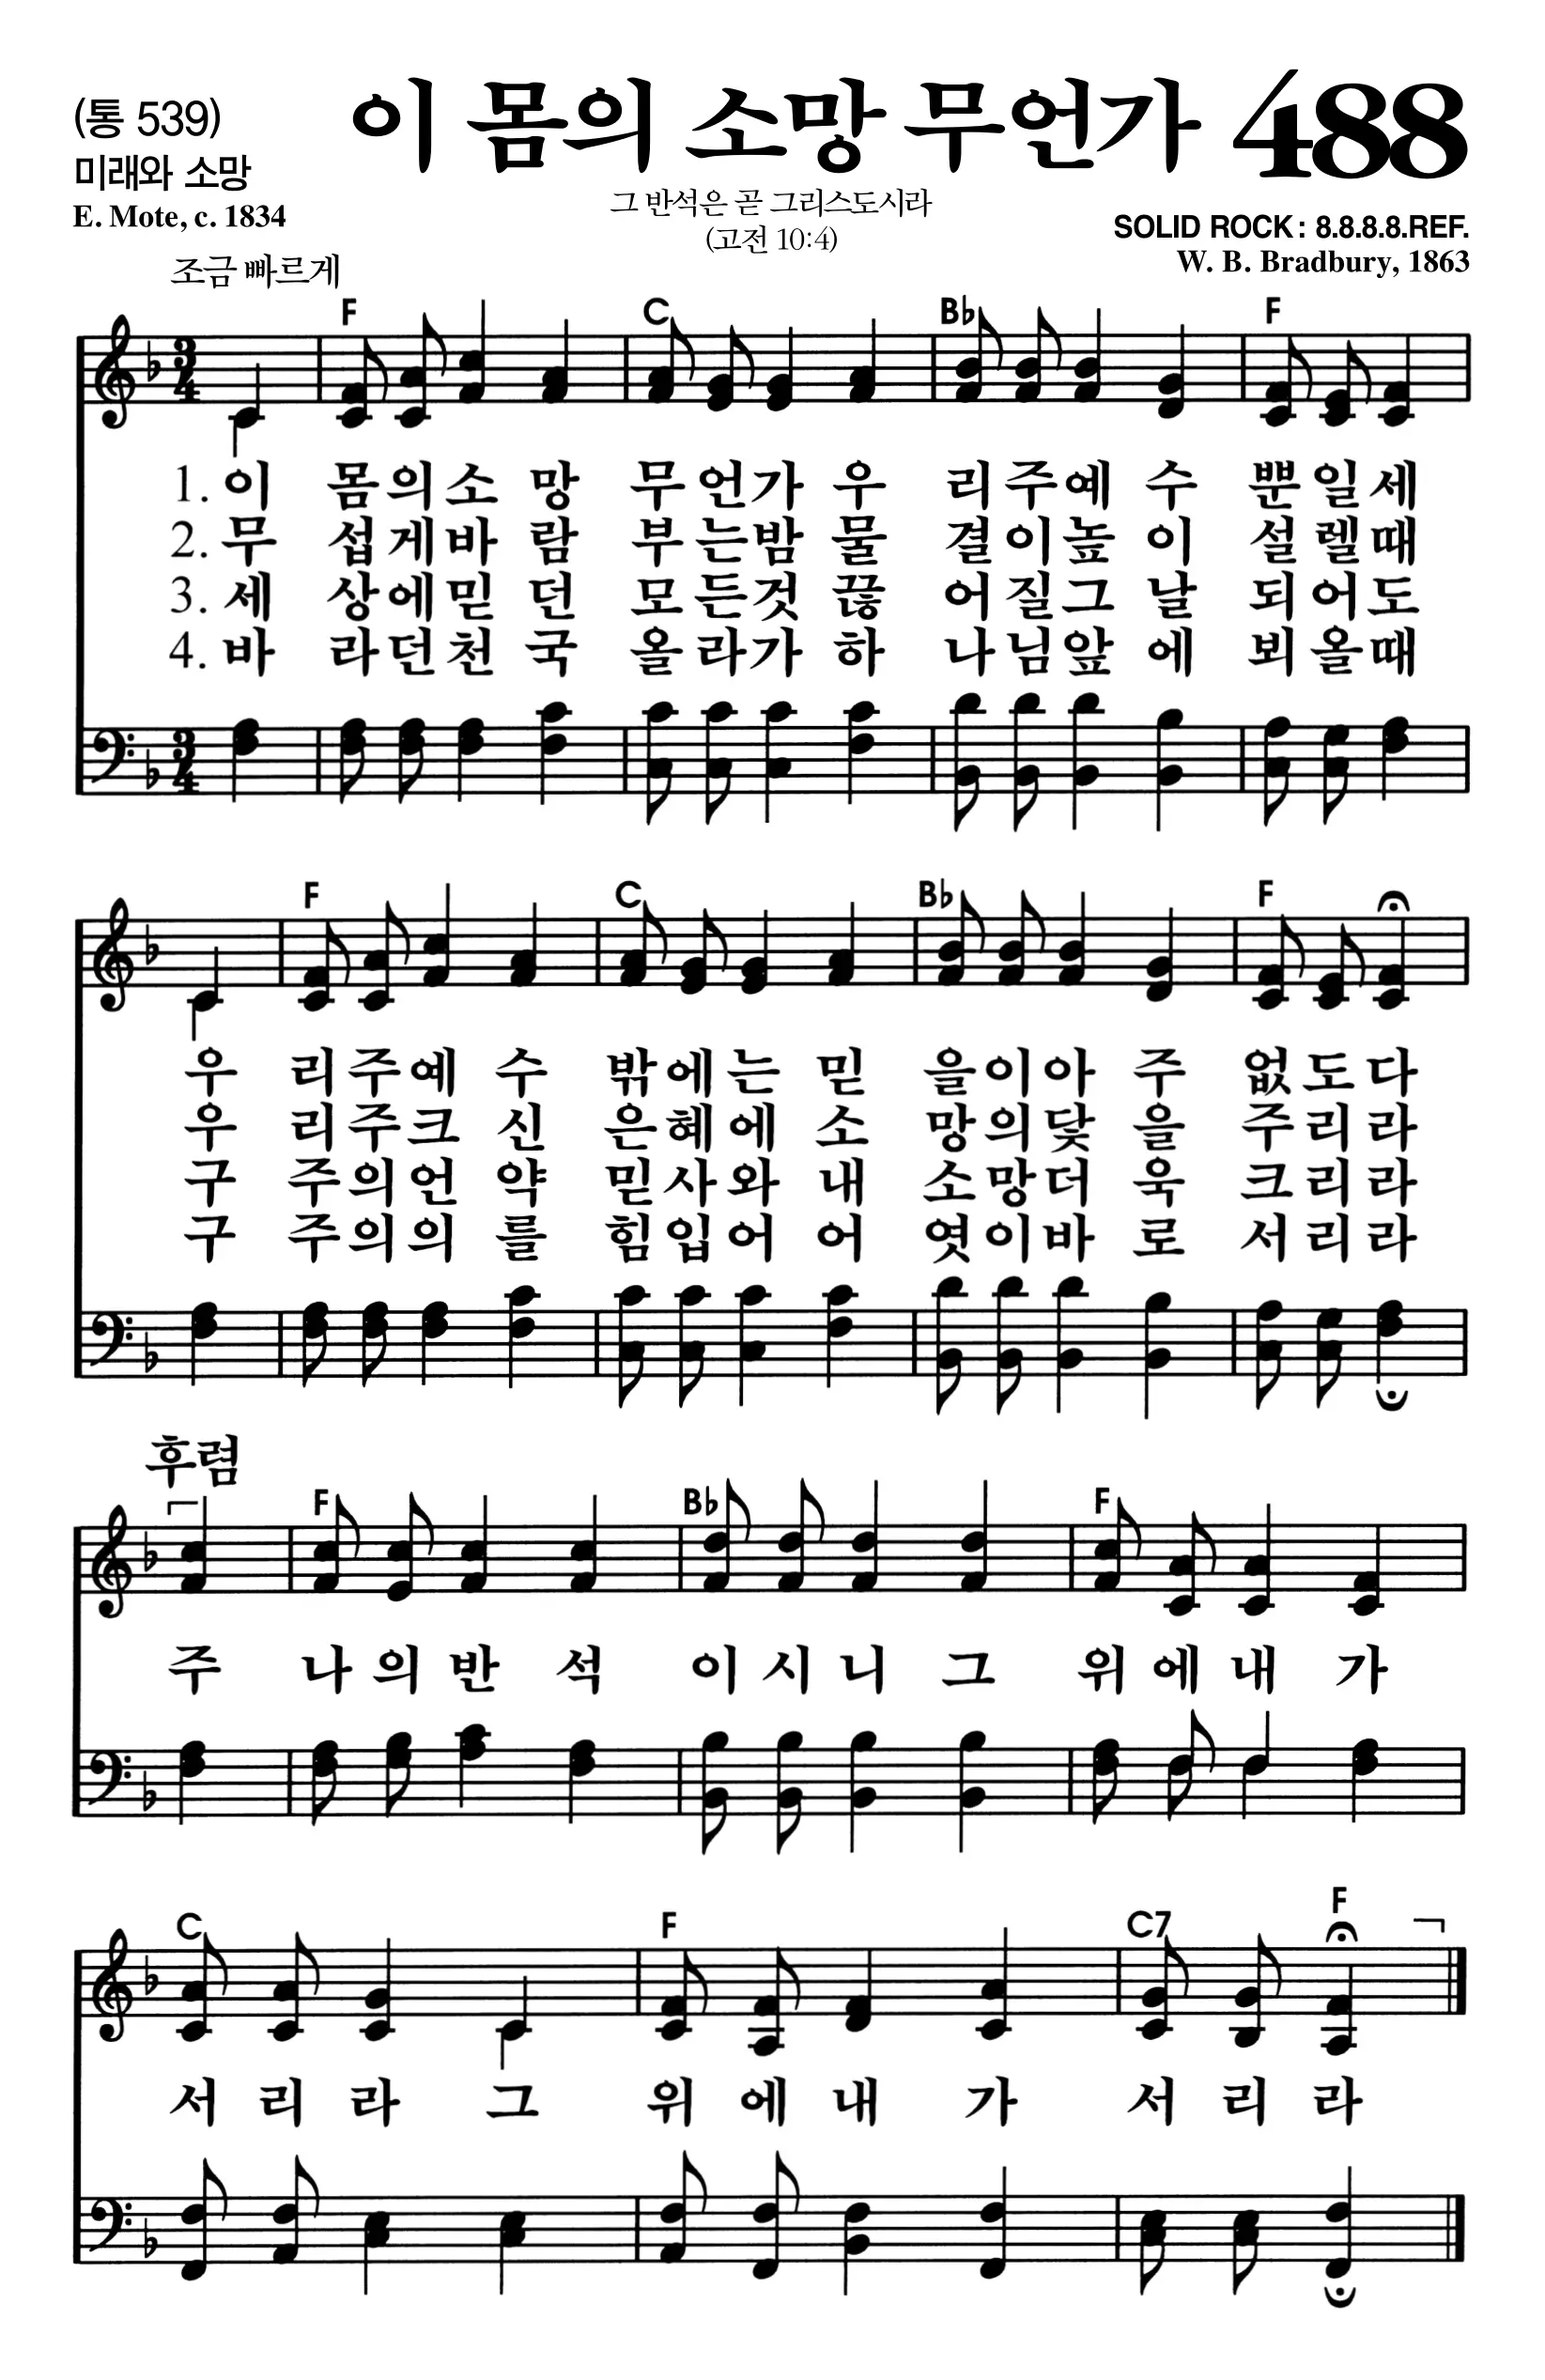 (통 539)
이 몸의 소망 무언가 488
미래와 소망
그 반석은 곧 그리스도시라
E. Mote, c. 1834
(고전 10:4)
SOLID ROCK: 8.8.8.8.REF.
W. B. Bradbury, 1863
조금 빠르게
F C B♭ F
3 4
1. 이 몸의소 망 무언가 우 리주예 수 뿐일세
2. 무 섭게바 람 부는밤 물 결이높 이 설렐때
3. 세 상에믿 던 모든것 끊 어질그 날 되어도
4. 바 라던천 국 올라가 하 나님앞 에 뵈올때
3 4
F C B♭ F
우 리주예 수 밖에는 믿 을이아 주 없도다
우 리주크 신 은혜에 소 망의닻 을 주리라
구 주의언 약 믿사와 내 소망더 욱 크리라
구 주의의 를 힘입어 어 엿이바 로 서리라
후렴
F B♭ F
주 나의반 석 이시니 그 위에내 가
C F C7 F
서 리 라 그 위 에 내 가 서 리 라